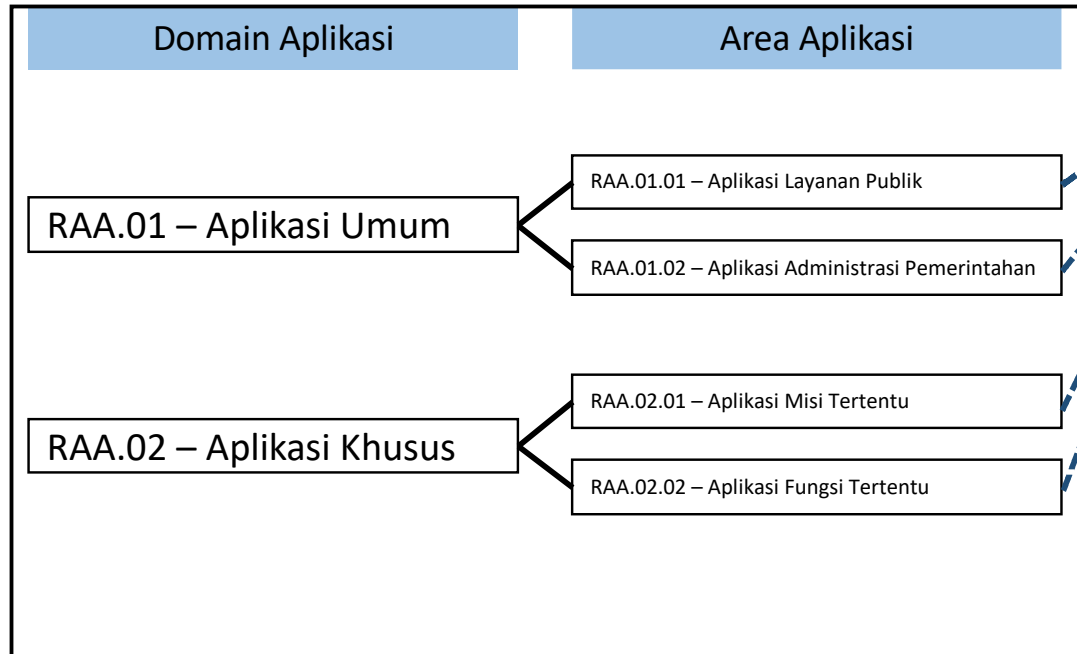 Domain Aplikasi
Area Aplikasi
RAA.01 – Aplikasi Umum
RAA.01.01 – Aplikasi Layanan Publik
RAA.01.02 – Aplikasi Administrasi Pemerintahan
RAA.02 – Aplikasi Khusus
RAA.02.01 – Aplikasi Misi Tertentu
RAA.02.02 – Aplikasi Fungsi Tertentu